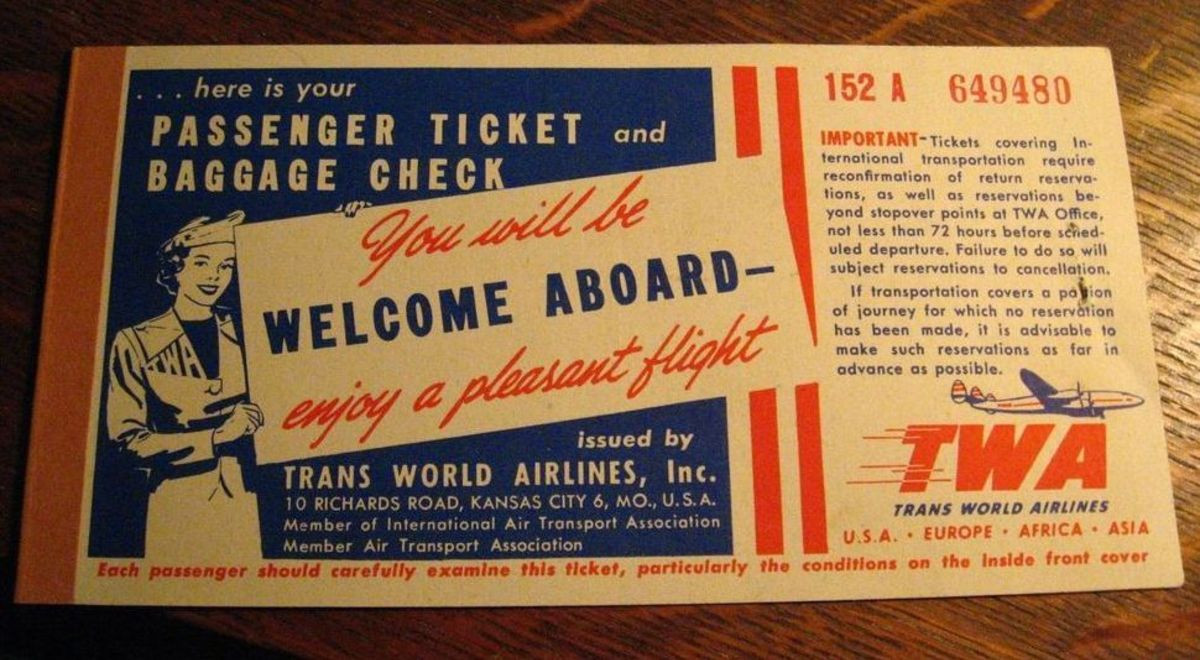 . . . here is your
PASSENGER TICKET and
BAGGAGE CHECK
You will be
WELCOME ABOARD—
enjoy a pleasant flight
TWA
issued by
TRANS WORLD AIRLINES, Inc.
10 RICHARDS ROAD, KANSAS CITY 6, MO., U.S.A.
Member of International Air Transport Association
Member Air Transport Association
152 A 649480
IMPORTANT-Tickets covering In-
ternational transportation require
reconfirmation of return reserva-
tions, as well as reservations be-
yond stopover points at TWA Office,
not less than 72 hours before sched-
uled departure. Failure to do so will
subject reservations to cancellation.
If transportation covers a portion
of journey for which no reservation
has been made, it is advisable to
make such reservations as far in
advance as possible.
TWA
TRANS WORLD AIRLINES
U.S.A. · EUROPE · AFRICA · ASIA
Each passenger should carefully examine this ticket, particularly the conditions on the inside front cover